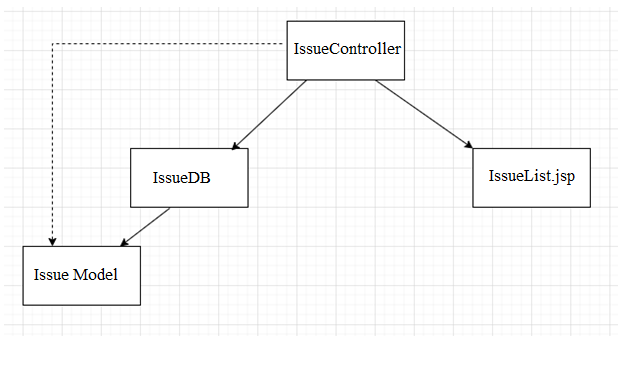 IssueController
IssueDB
IssueList.jsp
Issue Model